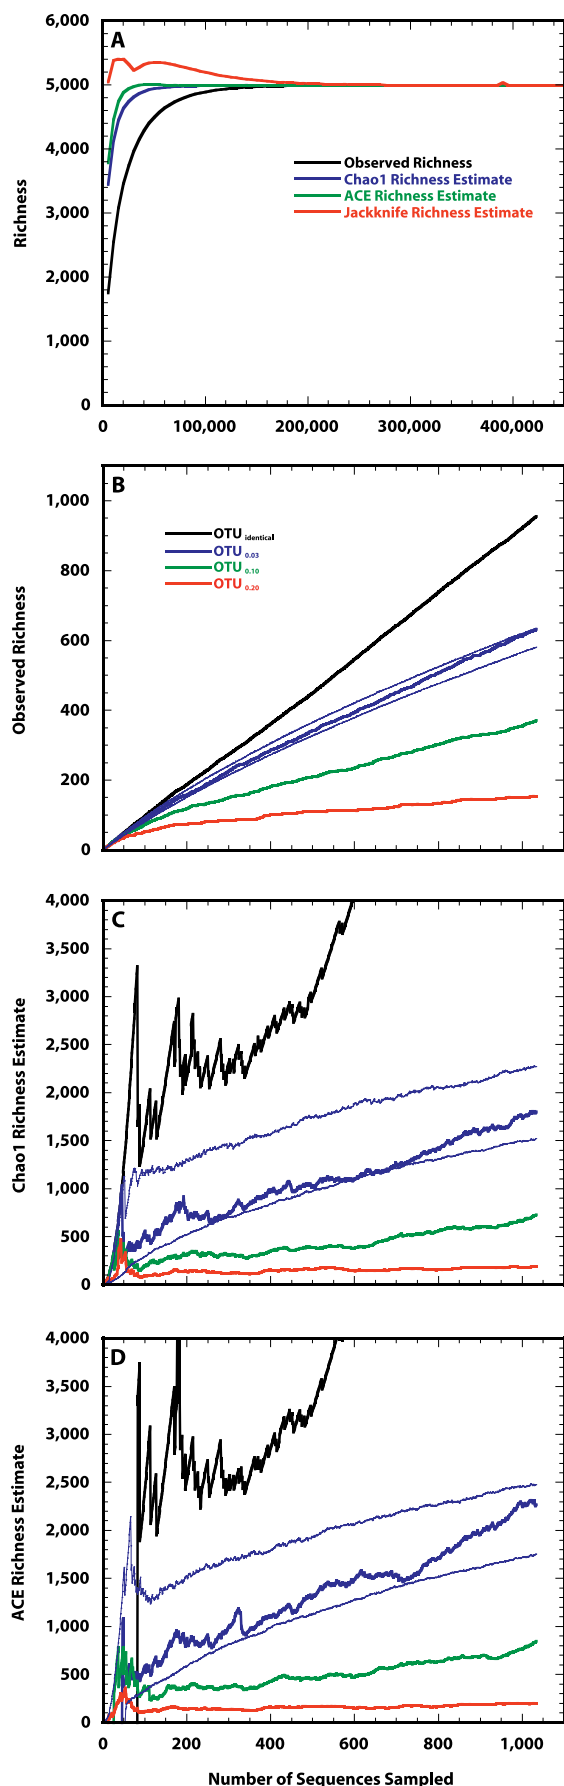 A
6,000
5,000
4,000
3,000
2,000
1,000
0
Richness
Observed Richness
Chao1 Richness Estimate
ACE Richness Estimate
Jackknife Richness Estimate
0
100,000
200,000
300,000
400,000
B
1,000
800
600
400
200
0
Observed Richness
OTU identical
OTU 0.03
OTU 0.10
OTU 0.20
C
4,000
3,500
3,000
2,500
2,000
1,500
1,000
500
0
Chao1 Richness Estimate
D
4,000
3,500
3,000
2,500
2,000
1,500
1,000
500
0
ACE Richness Estimate
0
200
400
600
800
1,000
Number of Sequences Sampled